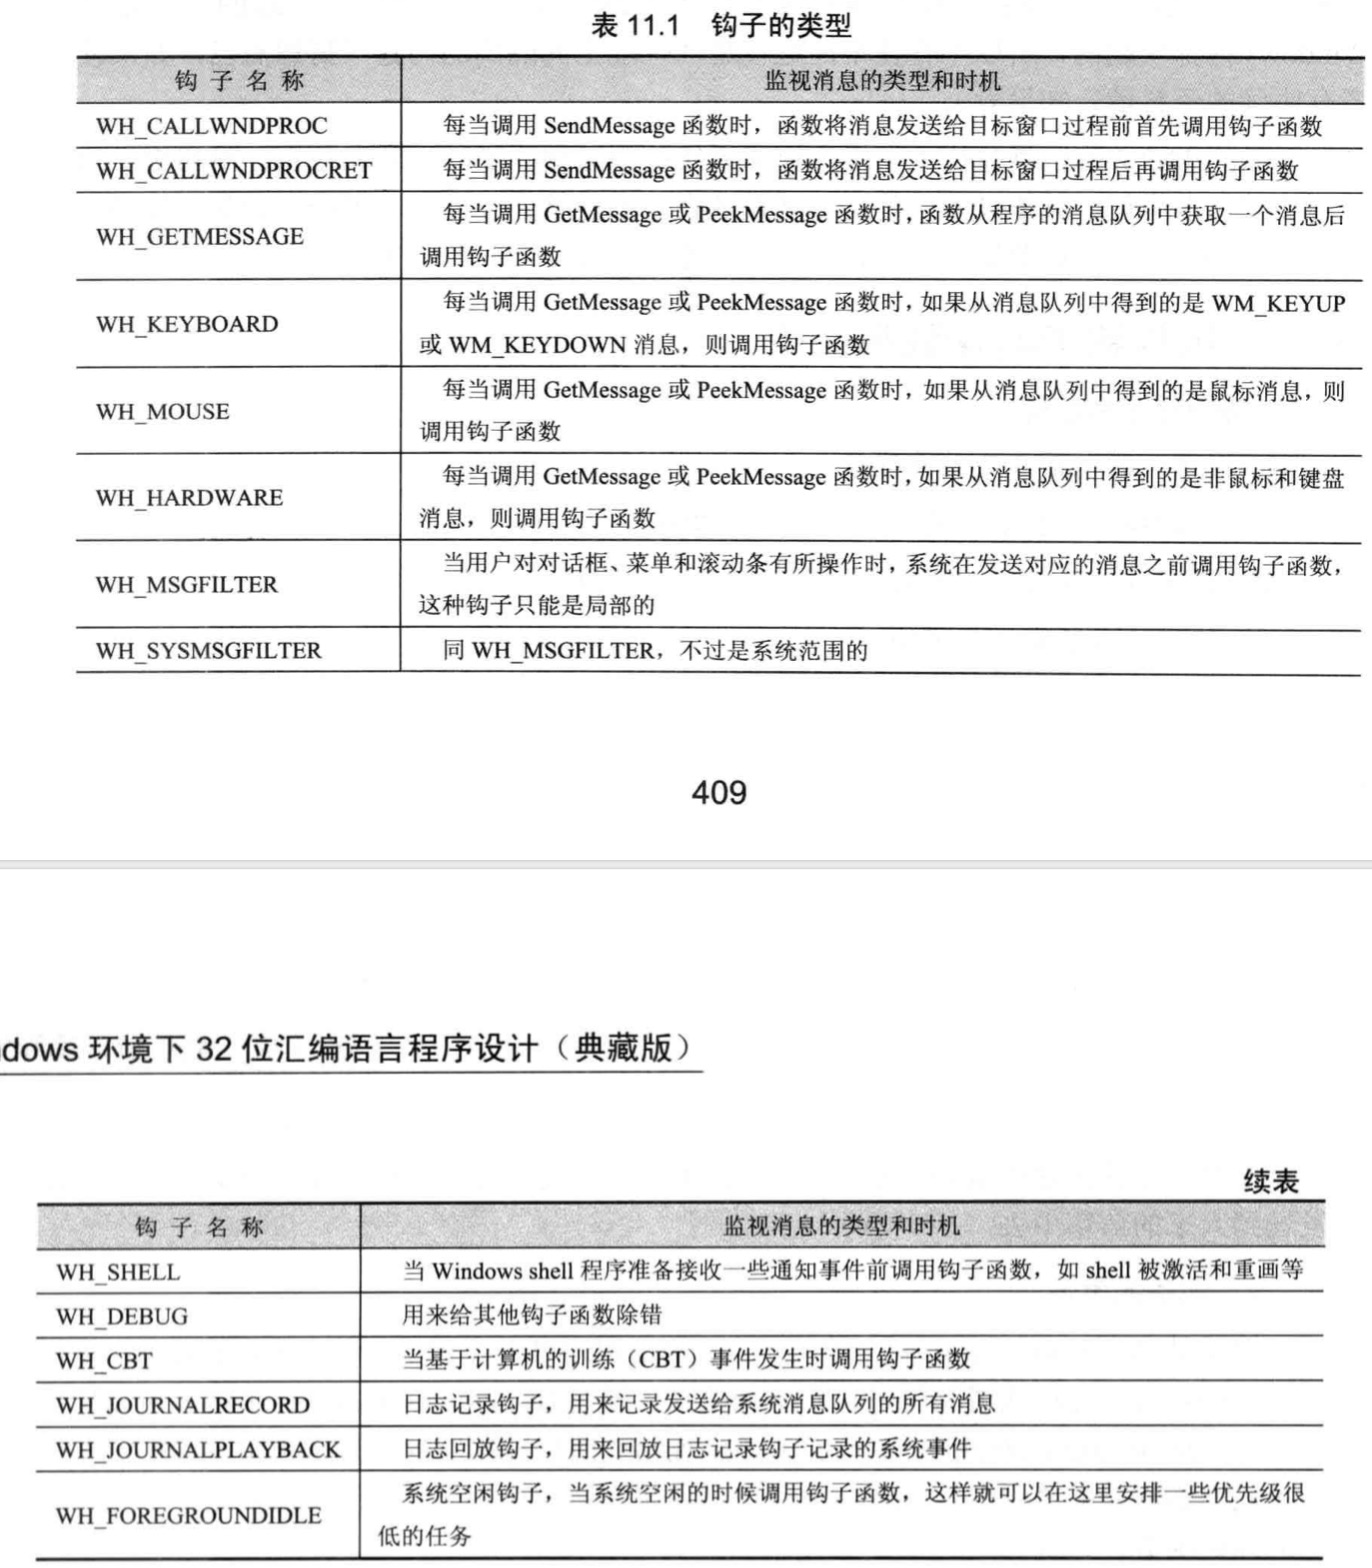 表 11.1 钩子的类型
钩 子 名 称 监视消息的类型和时机
WH_CALLWNDPROC 每当调用 SendMessage 函数时，函数将消息发送给目标窗口过程前首先调用钩子函数
WH_CALLWNDPROCRET 每当调用 SendMessage 函数时，函数将消息发送给目标窗口过程后再调用钩子函数
WH_GETMESSAGE 每当调用 GetMessage 或 PeekMessage 函数时，函数从程序的消息队列中获取一个消息后
调用钩子函数
WH_KEYBOARD 每当调用 GetMessage 或 PeekMessage 函数时，如果从消息队列中得到的是 WM_KEYUP
或 WM_KEYDOWN 消息，则调用钩子函数
WH_MOUSE 每当调用 GetMessage 或 PeekMessage 函数时，如果从消息队列中得到的是鼠标消息，则
调用钩子函数
WH_HARDWARE 每当调用 GetMessage 或 PeekMessage 函数时，如果从消息队列中得到的是非鼠标和键盘
消息，则调用钩子函数
WH_MSGFILTER 当用户对对话框、菜单和滚动条有所操作时，系统在发送对应的消息之前调用钩子函数，
这种钩子只能是局部的
WH_SYSMSGFILTER 同 WH_MSGFILTER，不过是系统范围的
409
dows 环境下 32 位汇编语言程序设计（典藏版）
续表
钩 子 名 称 监视消息的类型和时机
WH_SHELL 当 Windows shell 程序准备接收一些通知事件前调用钩子函数，如 shell 被激活和重画等
WH_DEBUG 用来给其他钩子函数除错
WH_CBT 当基于计算机的训练（CBT）事件发生时调用钩子函数
WH_JOURNALRECORD 日志记录钩子，用来记录发送给系统消息队列的所有消息
WH_JOURNALPLAYBACK 日志回放钩子，用来回放日志记录钩子记录的系统事件
WH_FOREGROUNDIDLE 系统空闲钩子，当系统空闲的时候调用钩子函数，这样就可以在这里安排一些优先级很
低的任务